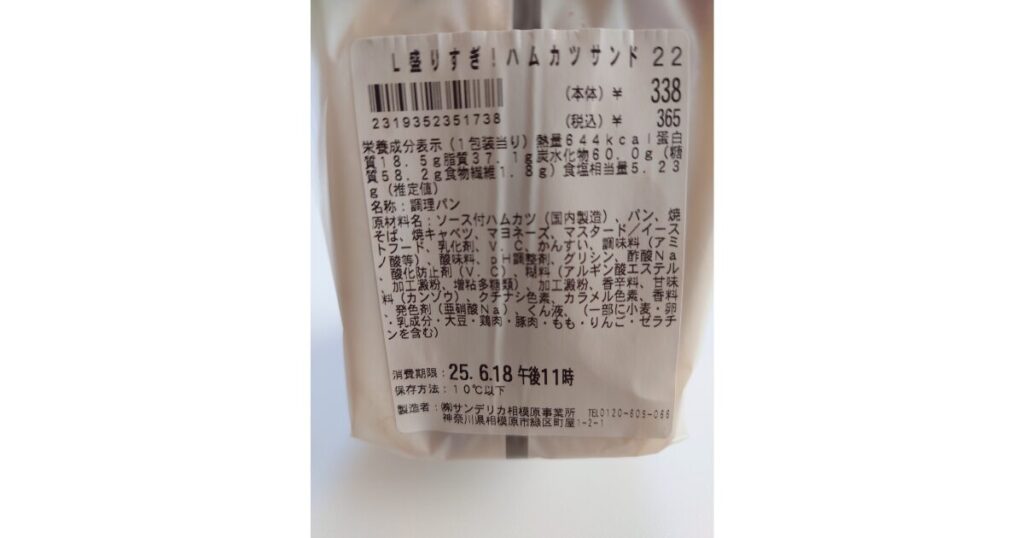 L盛りすぎ!ハムカツサンド 22
(本体)¥ 338
2319352351738
(税込)¥ 365
栄養成分表示(1包装当り)熱量644kcal蛋白
質18.5g脂質37.1g炭水化物60.0g(糖
質58.2g食物繊維1.8g)食塩相当量5.23
g(推定値)
名称:調理パン
原材料名:ソース付ハムカツ(国内製造)、パン、焼
そば、焼キャベツ、マヨネーズ、マスタード/イース
トフード、乳化剤、V.C、かんすい、調味料(アミ
ノ酸等)、酸味料、pH調整剤、グリシン、酢酸Na
、酸化防止剤(V.C)、糊料(アルギン酸エステル
、加工澱粉、増粘多糖類)、加工澱粉、香辛料、甘味
料(カンゾウ)、クチナシ色素、カラメル色素、香料
、発色剤(亜硝酸Na)、くん液、(一部に小麦・卵
・乳成分・大豆・鶏肉・豚肉・もも・りんご・ゼラチ
ンを含む)
消費期限:25.6.18 午後11時
保存方法:10℃以下
製造者:㈱サンデリカ相模原事業所 TEL0120-609-086
神奈川県相模原市緑区町屋1-2-1